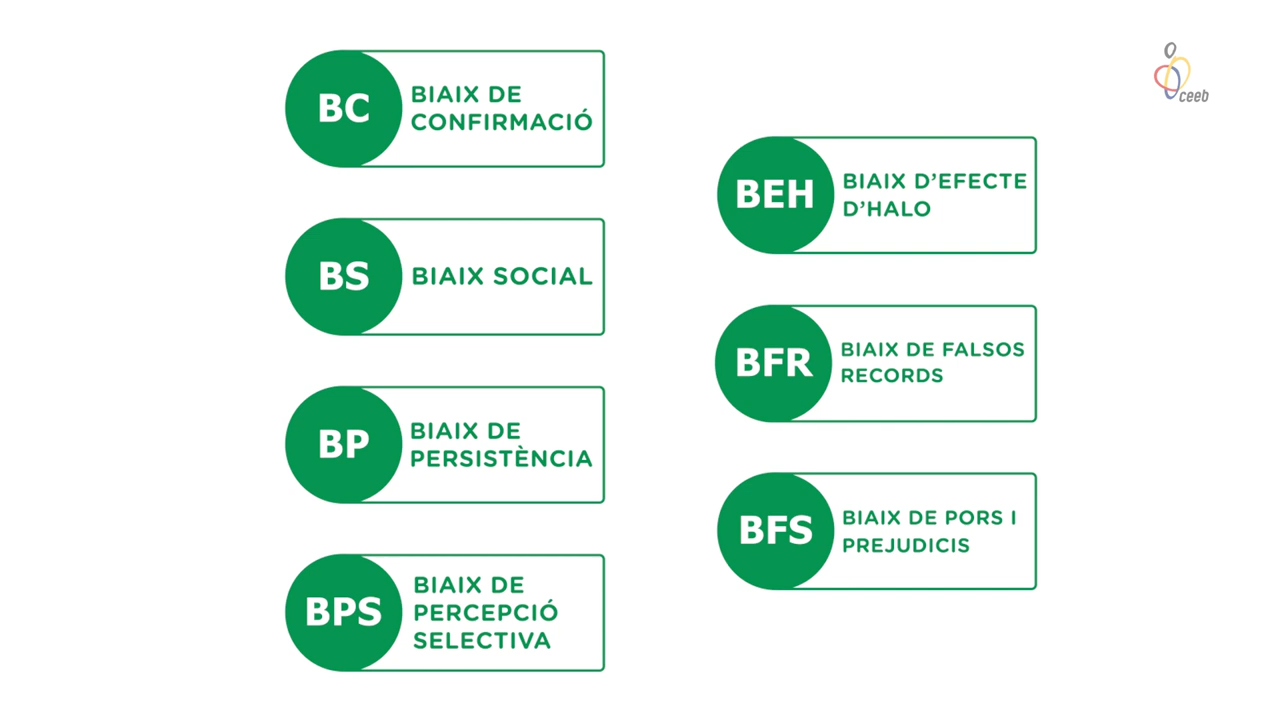 BC
BIAIX DE
CONFIRMACIÓ
BS
BIAIX SOCIAL
BP
BIAIX DE
PERSISTÈNCIA
BPS
BIAIX DE
PERCEPCIÓ
SELECTIVA
BEH
BIAIX D’EFECTE
D’HALO
BFR
BIAIX DE FALSOS
RECORDS
BFS
BIAIX DE PORS I
PREJUDICIS
ceeb